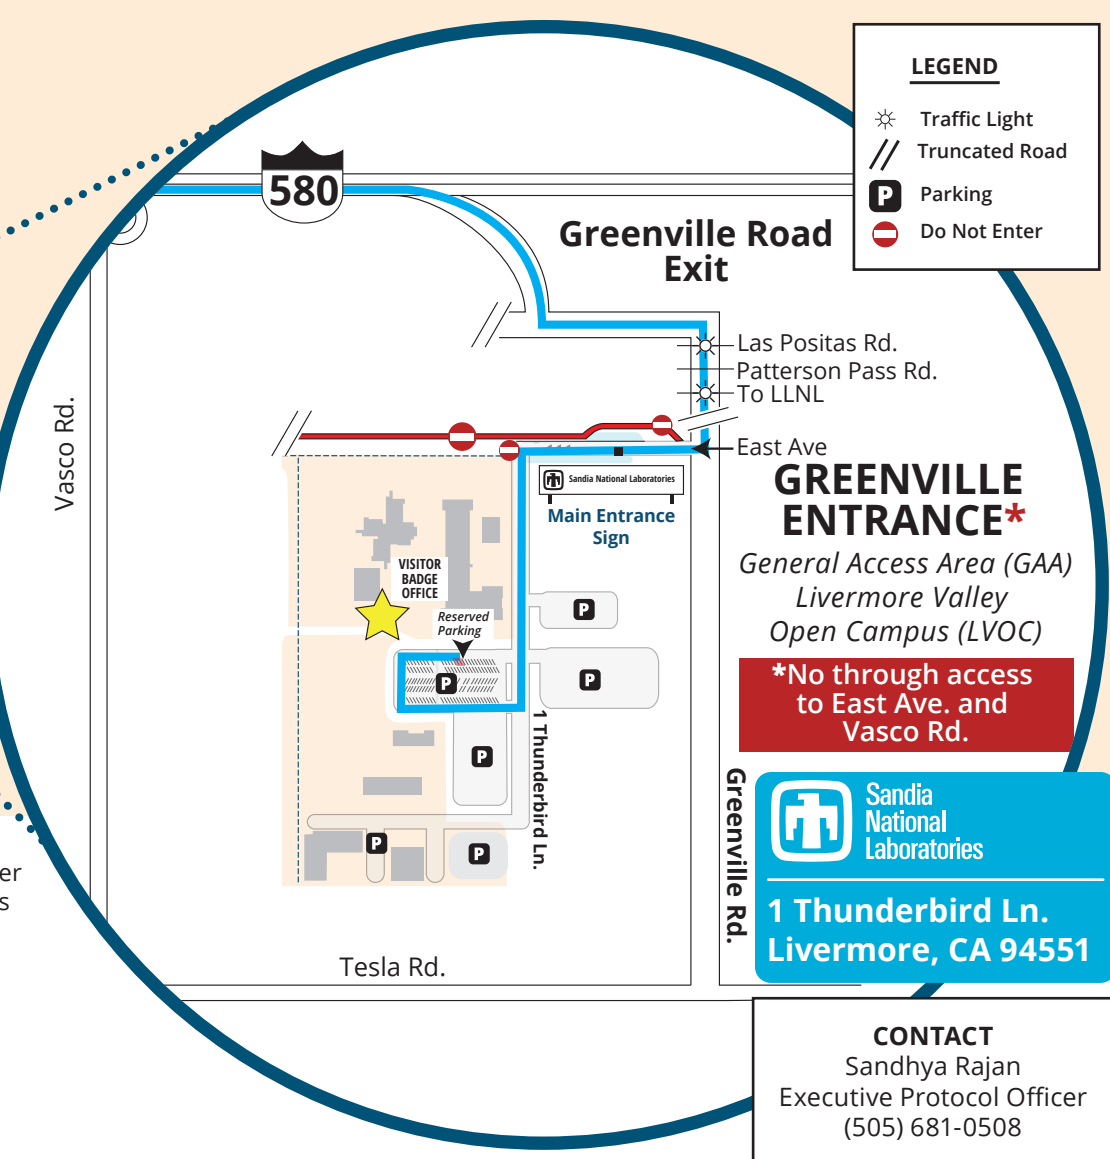 LEGEND
Traffic Light
Truncated Road
P
Parking
Do Not Enter
580
Greenville Road
Exit
Las Positas Rd.
Patterson Pass Rd.
To LLNL
East Ave
Vasco Rd.
Sandia National Laboratories
Main Entrance
Sign
GREENVILLE
ENTRANCE*
General Access Area (GAA)
Livermore Valley
Open Campus (LVOC)
*No through access
to East Ave. and
Vasco Rd.
VISITOR
BADGE
OFFICE
Reserved
Parking
P
P
P
P
P
P
1 Thunderbird Ln.
Greenville Rd.
Sandia
National
Laboratories
1 Thunderbird Ln.
Livermore, CA 94551
er
s
Tesla Rd.
CONTACT
Sandhya Rajan
Executive Protocol Officer
(505) 681-0508